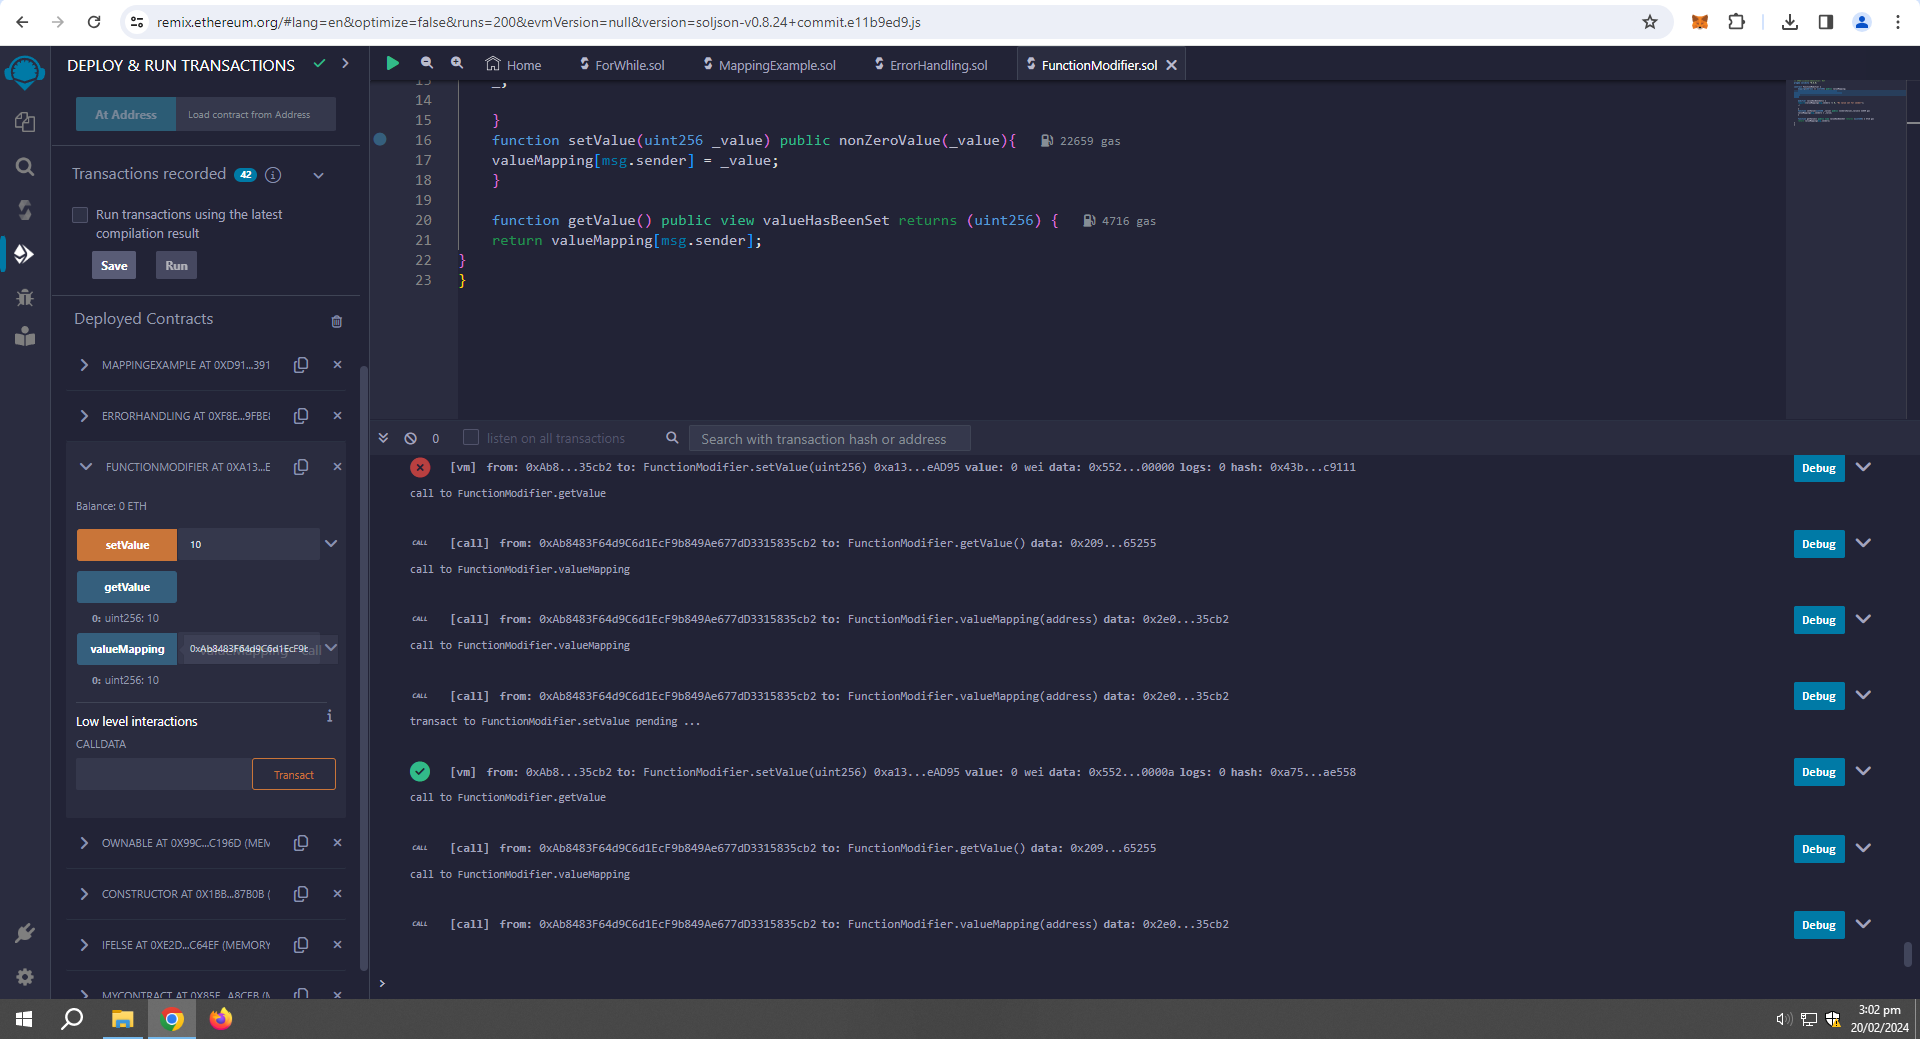 remix.ethereum.org/#lang=en&optimize=false&runs=200&evmVersion=null&version=soljson-v0.8.24+commit.e11b9ed9.js
DEPLOY & RUN TRANSACTIONS
At Address
Load contract from Address
Transactions recorded 42
Run transactions using the latest
compilation result
Save
Run
Deployed Contracts
MAPPINGEXAMPLE AT 0XD91...391
ERRORHANDLING AT 0XF8E...9FBE
FUNCTIONMODIFIER AT 0XA13...E
Balance: 0 ETH
setValue
10
getValue
0: uint256: 10
valueMapping
0xAb8483F64d9C6d1EcF9b
0: uint256: 10
Low level interactions
CALLDATA
Transact
OWNABLE AT 0X99C...C196D (MEM
CONSTRUCTOR AT 0X1BB...87B0B (
IFELSE AT 0XE2D...C64EF (MEMORY
MYCONTRACT AT 0X85F...A8CFB (
Home
ForWhile.sol
MappingExample.sol
ErrorHandling.sol
FunctionModifier.sol
13 _;
14
15 }
16 function setValue(uint256 _value) public nonZeroValue(_value){ 22659 gas
17 valueMapping[msg.sender] = _value;
18 }
19
20 function getValue() public view valueHasBeenSet returns (uint256) { 4716 gas
21 return valueMapping[msg.sender];
22 }
23 }
0
listen on all transactions
Search with transaction hash or address
[vm] from: 0xAb8...35cb2 to: FunctionModifier.setValue(uint256) 0xa13...eAD95 value: 0 wei data: 0x552...00000 logs: 0 hash: 0x43b...c9111
Debug
call to FunctionModifier.getValue
CALL [call] from: 0xAb8483F64d9C6d1EcF9b849Ae677dD3315835cb2 to: FunctionModifier.getValue() data: 0x209...65255
Debug
call to FunctionModifier.valueMapping
CALL [call] from: 0xAb8483F64d9C6d1EcF9b849Ae677dD3315835cb2 to: FunctionModifier.valueMapping(address) data: 0x2e0...35cb2
Debug
call to FunctionModifier.valueMapping
CALL [call] from: 0xAb8483F64d9C6d1EcF9b849Ae677dD3315835cb2 to: FunctionModifier.valueMapping(address) data: 0x2e0...35cb2
Debug
transact to FunctionModifier.setValue pending ...
[vm] from: 0xAb8...35cb2 to: FunctionModifier.setValue(uint256) 0xa13...eAD95 value: 0 wei data: 0x552...0000a logs: 0 hash: 0xa75...ae558
Debug
call to FunctionModifier.getValue
CALL [call] from: 0xAb8483F64d9C6d1EcF9b849Ae677dD3315835cb2 to: FunctionModifier.getValue() data: 0x209...65255
Debug
call to FunctionModifier.valueMapping
CALL [call] from: 0xAb8483F64d9C6d1EcF9b849Ae677dD3315835cb2 to: FunctionModifier.valueMapping(address) data: 0x2e0...35cb2
Debug
>
3:02 pm
20/02/2024